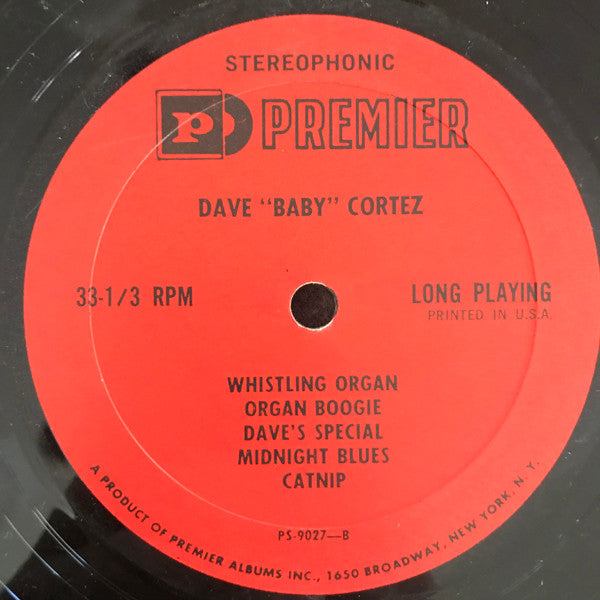 STEREOPHONIC
P PREMIER
DAVE "BABY" CORTEZ
33-1/3 RPM
LONG PLAYING
PRINTED IN U.S.A.
WHISTLING ORGAN
ORGAN BOOGIE
DAVE'S SPECIAL
MIDNIGHT BLUES
CATNIP
PS-9027—B
A PRODUCT OF PREMIER ALBUMS INC., 1650 BROADWAY, NEW YORK, N. Y.